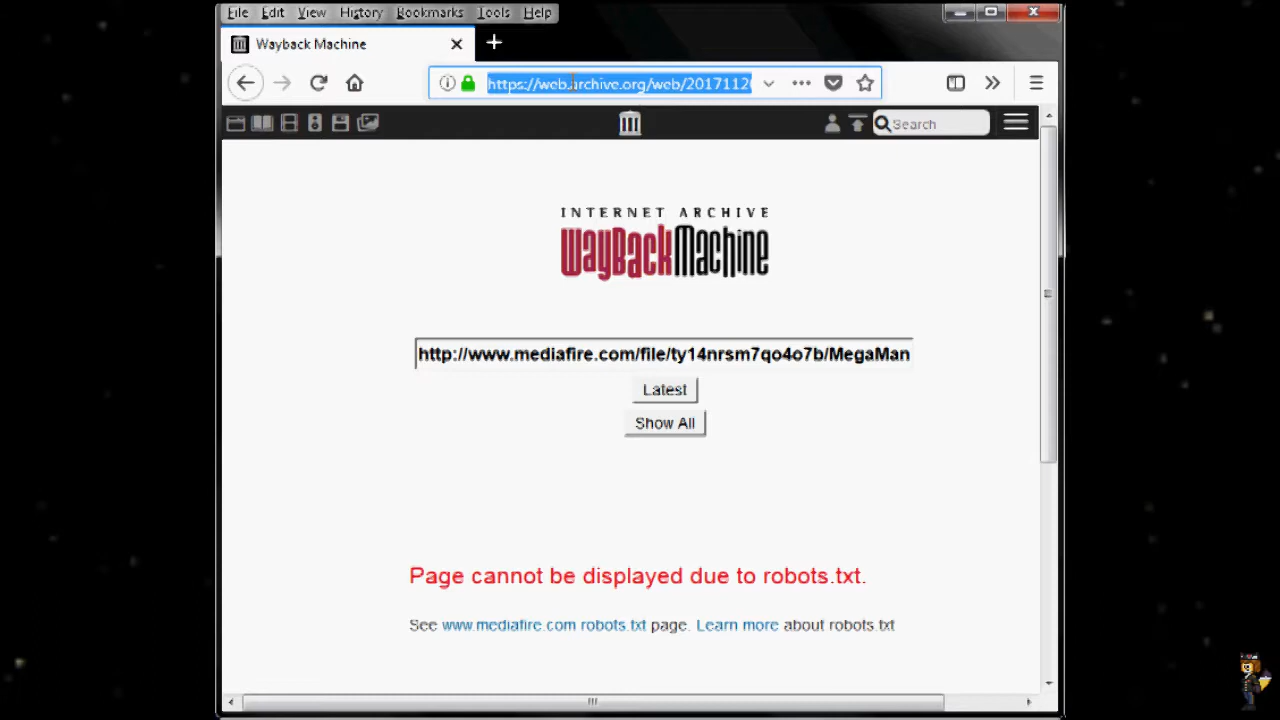 File Edit View History Bookmarks Tools Help
Wayback Machine
https://web.archive.org/web/2017112
Search
INTERNET ARCHIVE
WayBackMachine
http://www.mediafire.com/file/ty14nrsm7qo4o7b/MegaMan
Latest
Show All
Page cannot be displayed due to robots.txt.
See www.mediafire.com robots.txt page. Learn more about robots.txt